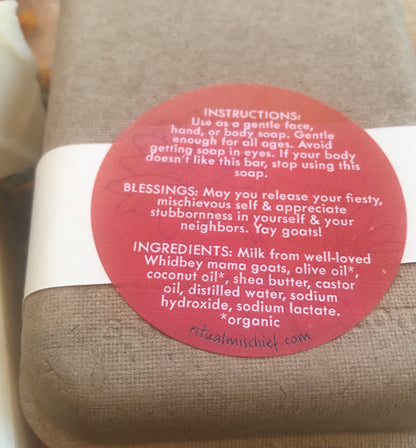 INSTRUCTIONS:
Use as a gentle face,
hand, or body soap. Gentle
enough for all ages. Avoid
getting soap in eyes. If your body
doesn't like this bar, stop using this
soap.
BLESSINGS: May you release your fiesty,
mischievous self & appreciate
stubbornness in yourself & your
neighbors. Yay goats!
INGREDIENTS: Milk from well-loved
Whidbey mama goats, olive oil*,
coconut oil*, shea butter, castor
oil, distilled water, sodium
hydroxide, sodium lactate.
*organic
ritualmischief.com